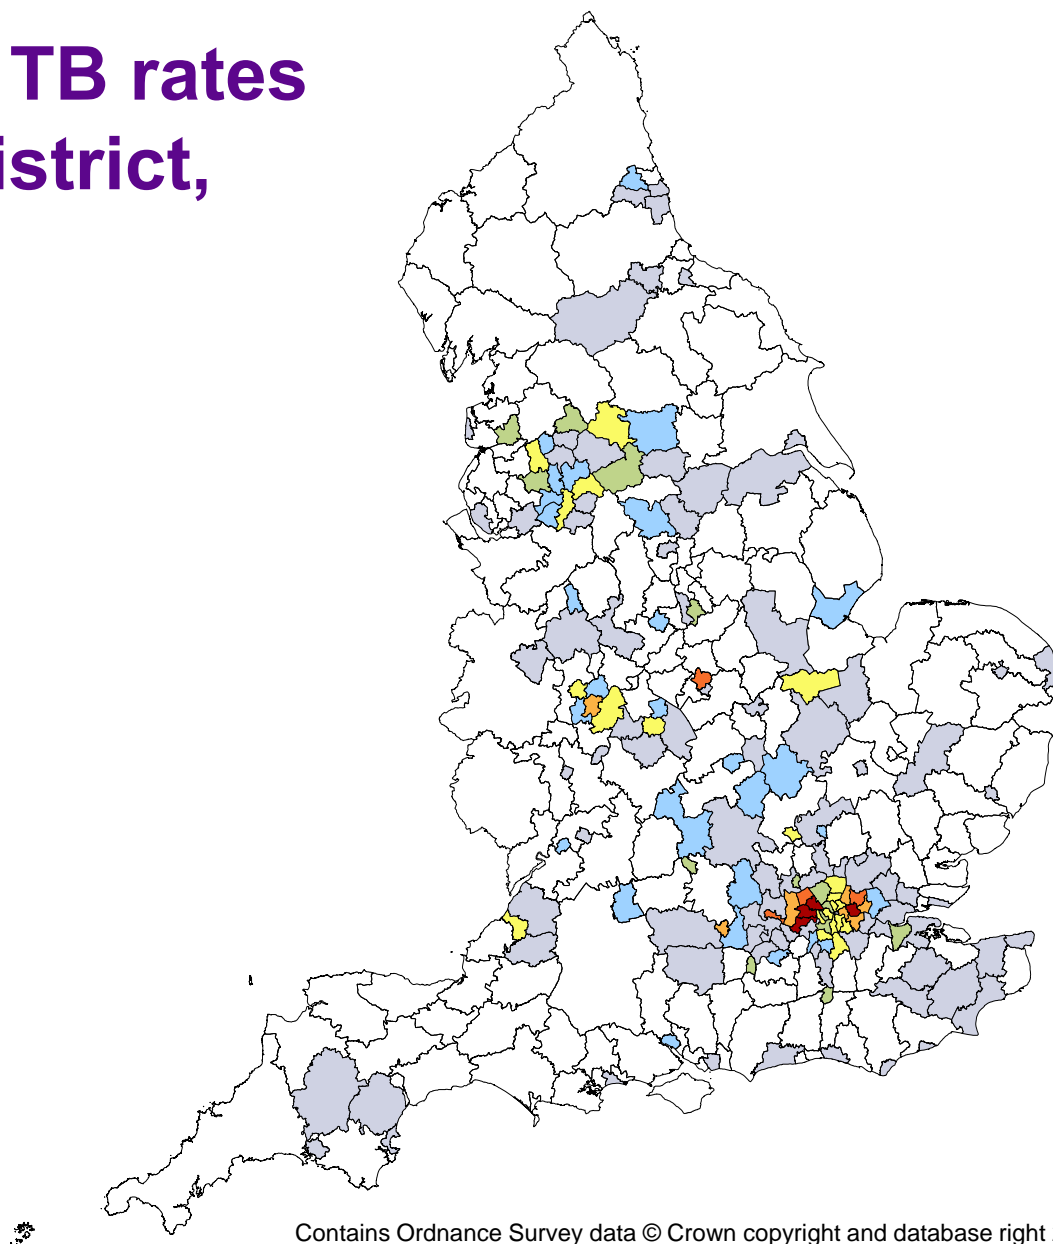 TB rates
istrict,
Contains Ordnance Survey data © Crown copyright and database right